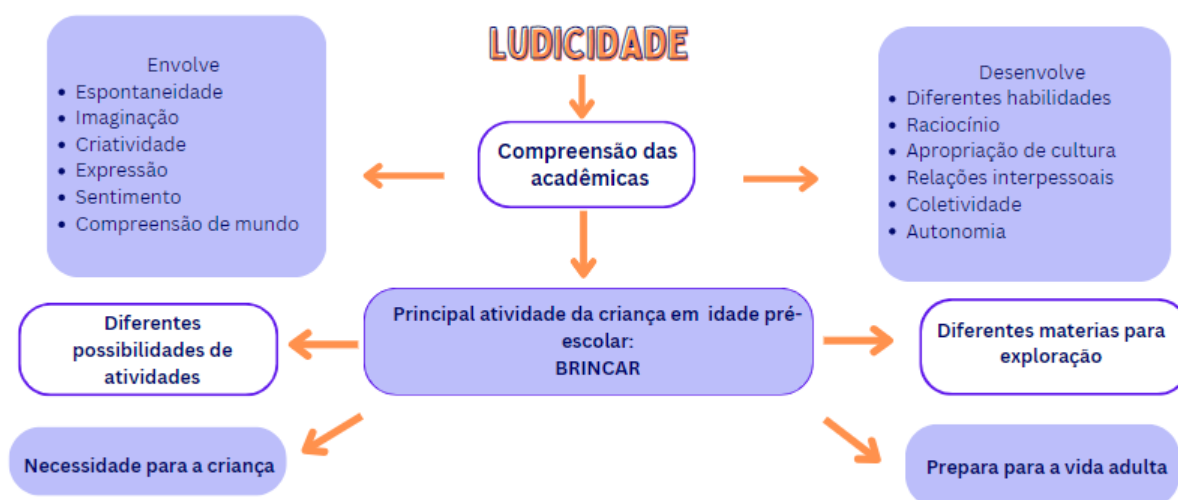 LUDICIDADE
Envolve
• Espontaneidade
• Imaginação
• Criatividade
• Expressão
• Sentimento
• Compreensão de mundo
Compreensão das
acadêmicas
Desenvolve
• Diferentes habilidades
• Raciocínio
• Apropriação de cultura
• Relações interpessoais
• Coletividade
• Autonomia
Principal atividade da criança em idade pré-
escolar:
BRINCAR
Diferentes
possibilidades de
atividades
Diferentes materias para
exploração
Necessidade para a criança
Prepara para a vida adulta